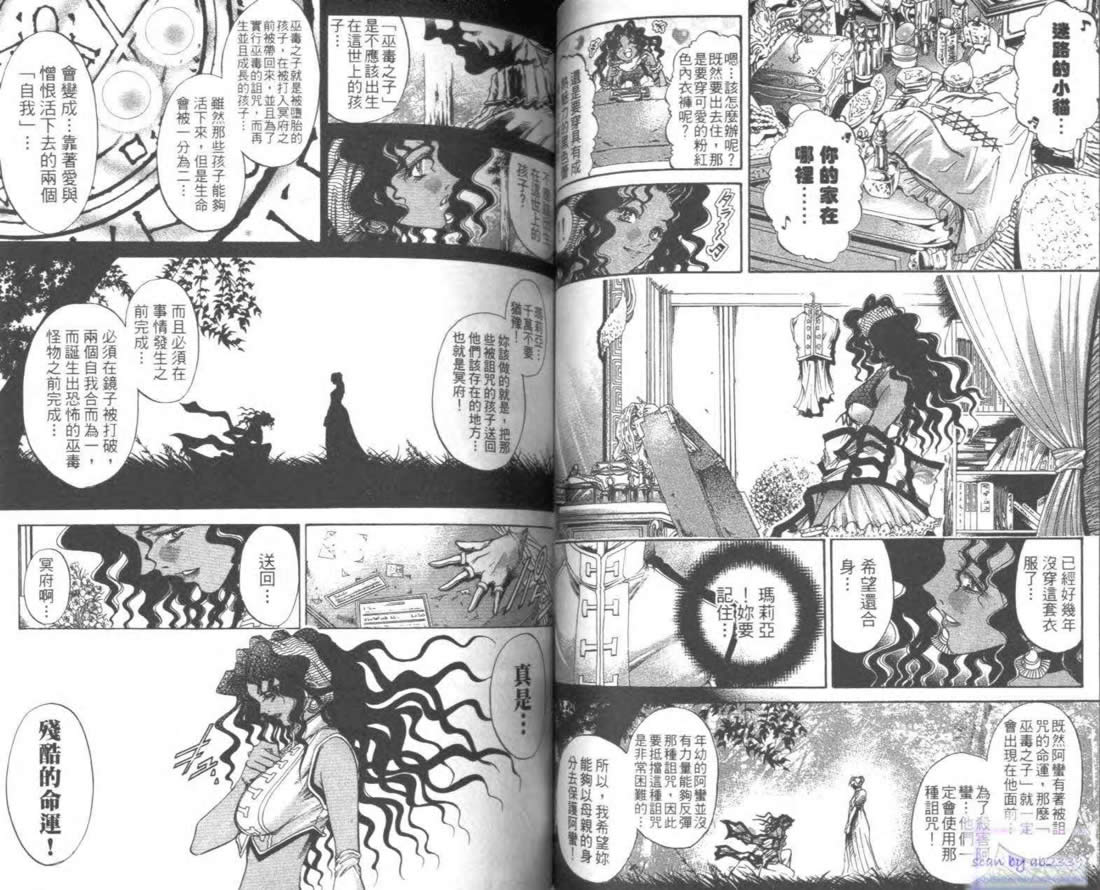 迷路的小貓…
你的家在
哪裡……
嗯…該怎麼辦呢？
既然要出去住，那
是要穿可愛的粉紅
色內衣褲呢？
還是要穿具有成
タラ～～
！
已經好幾年
沒穿這套衣
服了…
希望還合
身…
瑪莉亞
！妳要
記住…
既然阿蠻有著被詛
咒的命運，那麼「
巫毒之子」就一定
會出現在他面前…
為了殺害阿
蠻…他們一
定會使用那
種詛咒！
年幼的阿蠻並沒
有力量能夠反彈
那種詛咒，因此
要抵擋這種詛咒
是非常困難的…
所以，我希望妳
能夠以母親的身
分去保護阿蠻！
「巫毒之子」
是不應該出生
在這世上的孩
子…
不應該出生
在這世上的
孩子？
巫毒之子就是被墮胎的
孩子，在被打入冥府之
前被帶回來，並且為了
實行巫毒的詛咒，而再
生並且成長的孩子…
雖然那些孩子能夠
活下來，但是生命
會被一分為二…
會變成…靠著愛與
憎恨活下去的兩個
「自我」…
瑪莉亞…
千萬不要
猶豫！
妳該做的就是，把那
些被詛咒的孩子送回
他們該存在的地方…
也就是冥府！
而且必須在
事情發生之
前完成…
必須在鏡子被打破，
兩個自我合而為一，
而誕生出恐怖的巫毒
怪物之前完成…
送回…
冥府啊…
真是…
殘酷的命運！
scan by ab2339